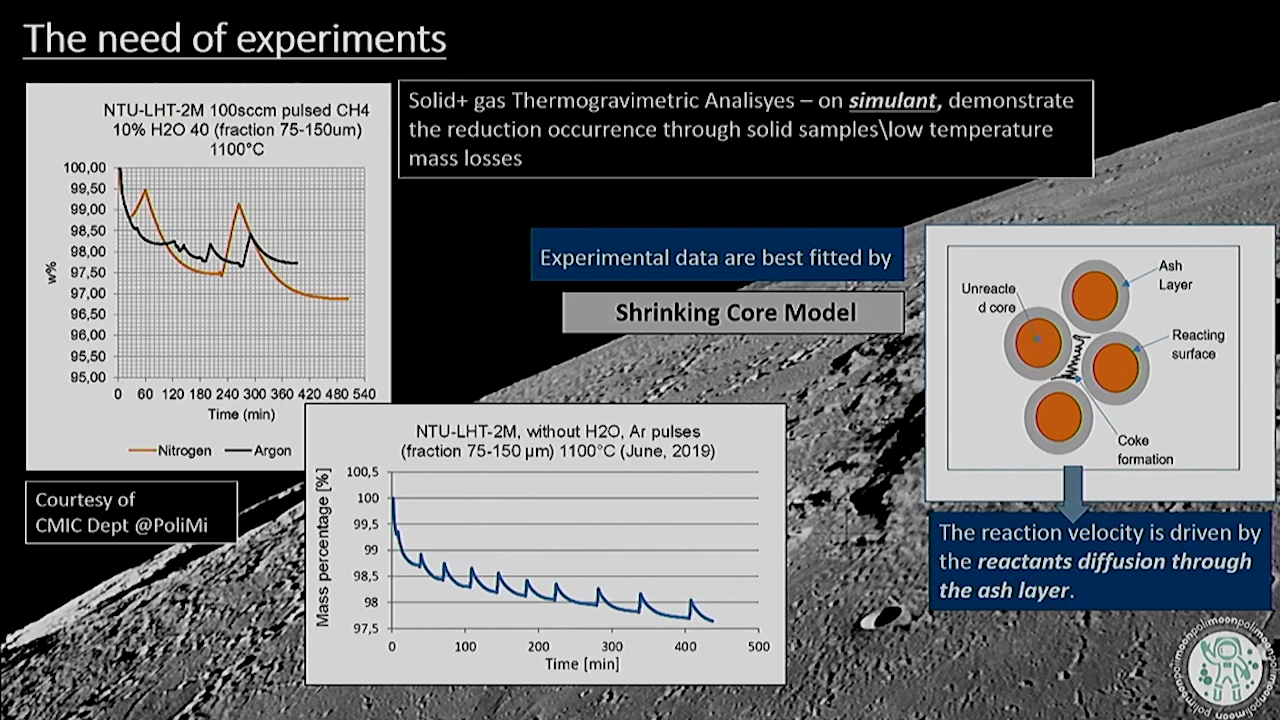 The need of experiments
NTU-LHT-2M 100sccm pulsed CH4
10% H2O 40 (fraction 75-150um)
1100°C
100,00
99,50
99,00
98,50
98,00
97,50
97,00
96,50
96,00
95,50
95,00
w%
0 60 120 180 240 300 360 420 480 540
Time (min)
Nitrogen Argon
Solid+ gas Thermogravimetric Analisyes – on simulant, demonstrate
the reduction occurrence through solid samples\low temperature
mass losses
Experimental data are best fitted by
Shrinking Core Model
Unreacte
d core
Ash
Layer
Reacting
surface
Coke
formation
Courtesy of
CMIC Dept @PoliMi
NTU-LHT-2M, without H2O, Ar pulses
(fraction 75-150 µm) 1100°C (June, 2019)
Mass percentage [%]
100,5
100
99,5
99
98,5
98
97,5
0 100 200 300 400 500
Time [min]
The reaction velocity is driven by
the reactants diffusion through
the ash layer.
polimoonpolimoonpolimoonpolimoon